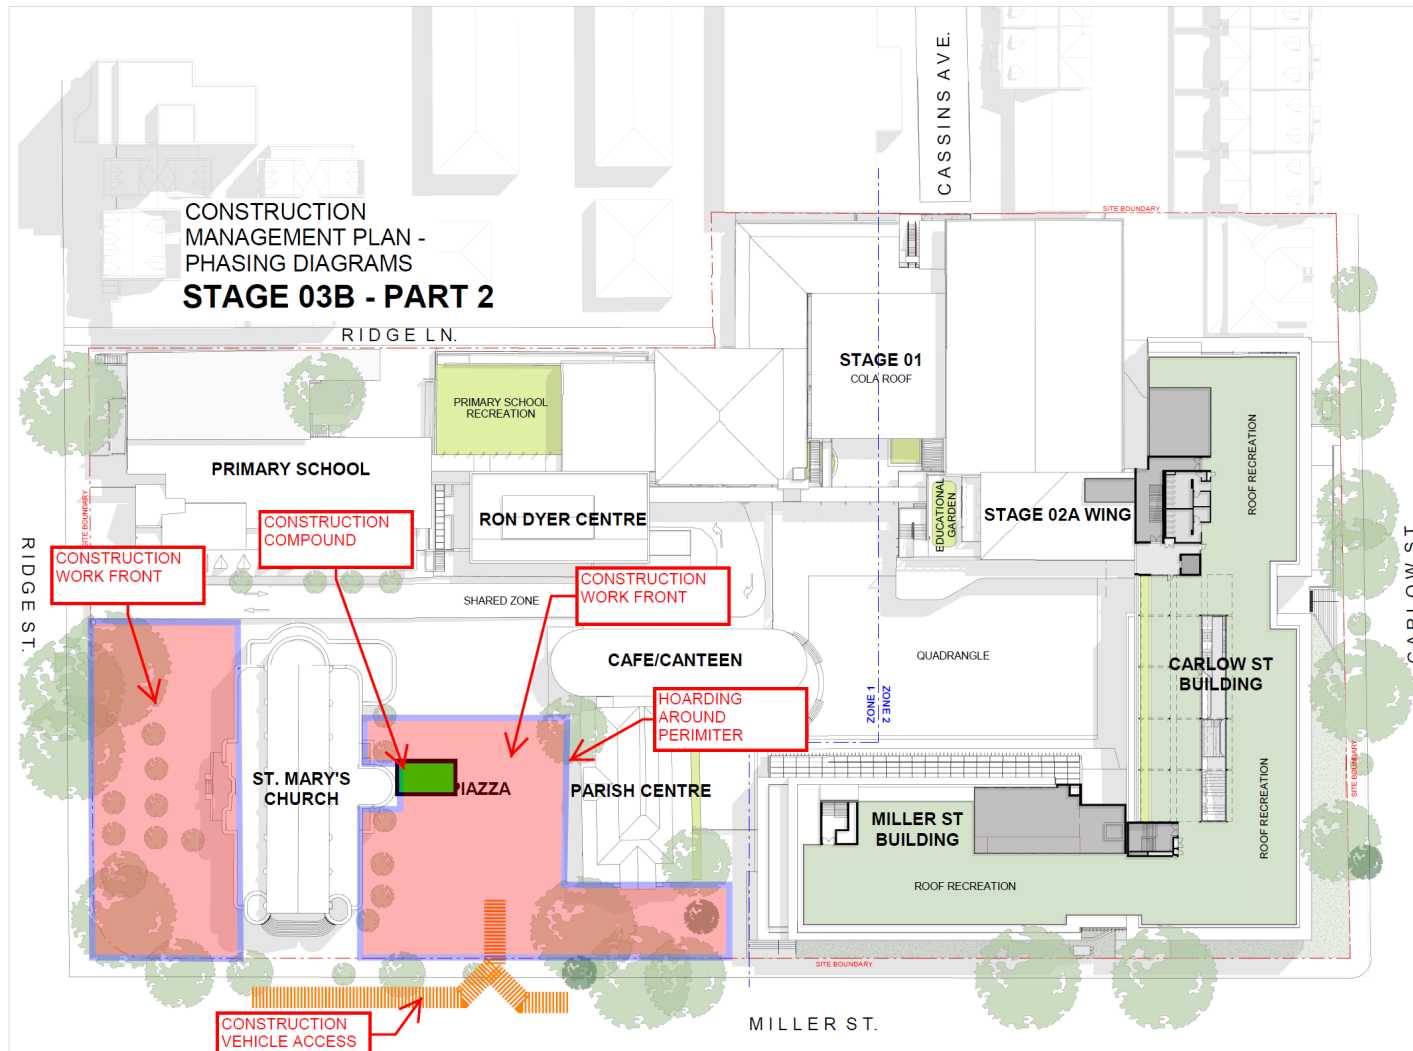 CASSINS AVE.
SITE BOUNDARY
CONSTRUCTION
MANAGEMENT PLAN -
PHASING DIAGRAMS
STAGE 03B - PART 2
RIDGE LN.
STAGE 01
COLA ROOF
PRIMARY SCHOOL
RECREATION
ROOF RECREATION
PRIMARY SCHOOL
RON DYER CENTRE
EDUCATIONAL
GARDEN
STAGE 02A WING
SITE BOUNDARY
CONSTRUCTION
COMPOUND
RIDGE ST.
CONSTRUCTION
WORK FRONT
CONSTRUCTION
WORK FRONT
SHARED ZONE
CARLOW ST.
CAFE/CANTEEN
QUADRANGLE
CARLOW ST
BUILDING
ZONE 1
ZONE 2
HOARDING
AROUND
PERIMITER
ST. MARY'S
CHURCH
PIAZZA
PARISH CENTRE
SITE BOUNDARY
SITE BOUNDARY
MILLER ST
BUILDING
ROOF RECREATION
ROOF RECREATION
SITE BOUNDARY
CONSTRUCTION
VEHICLE ACCESS
MILLER ST.